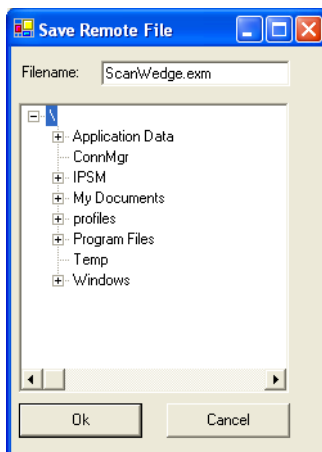 Save Remote File
Filename: ScanWedge.exm
\
Application Data
ConnMgr
IPSM
My Documents
profiles
Program Files
Temp
Windows
Ok Cancel